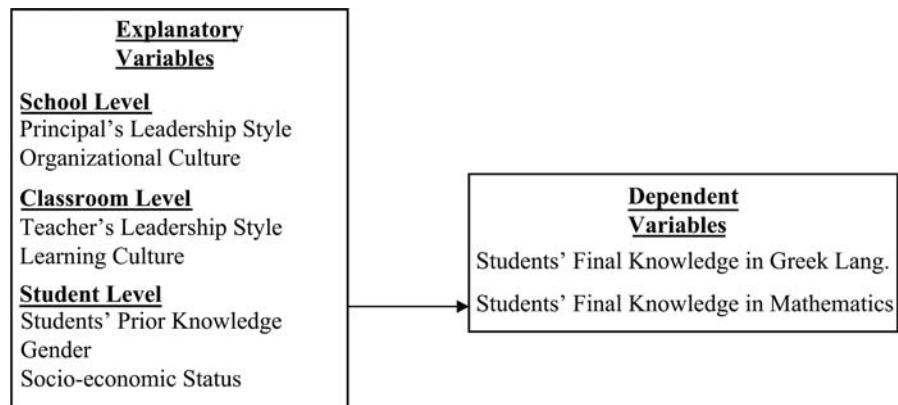 Explanatory
Variables
School Level
Principal’s Leadership Style
Organizational Culture
Classroom Level
Teacher’s Leadership Style
Learning Culture
Student Level
Students’ Prior Knowledge
Gender
Socio-economic Status
Dependent
Variables
Students’ Final Knowledge in Greek Lang.
Students’ Final Knowledge in Mathematics